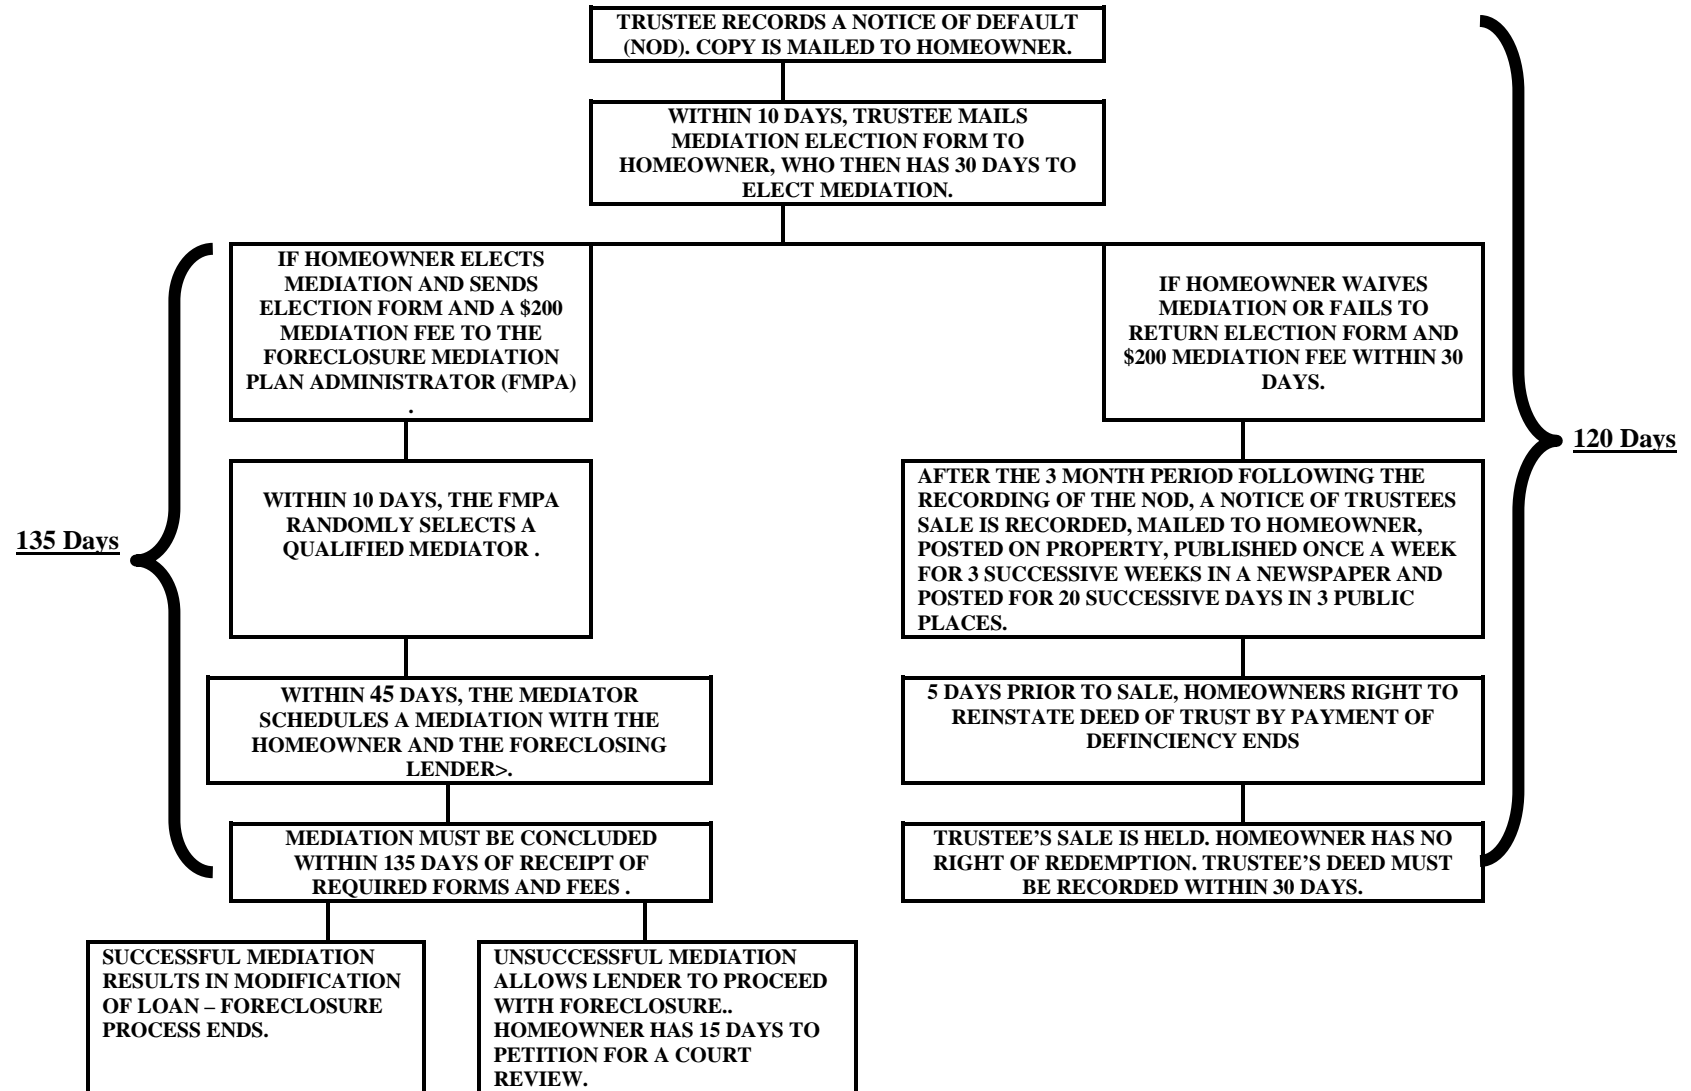 TRUSTEE RECORDS A NOTICE OF DEFAULT
(NOD). COPY IS MAILED TO HOMEOWNER.
WITHIN 10 DAYS, TRUSTEE MAILS
MEDIATION ELECTION FORM TO
HOMEOWNER, WHO THEN HAS 30 DAYS TO
ELECT MEDIATION.
IF HOMEOWNER ELECTS
MEDIATION AND SENDS
ELECTION FORM AND A $200
MEDIATION FEE TO THE
FORECLOSURE MEDIATION
PLAN ADMINISTRATOR (FMPA)
.
IF HOMEOWNER WAIVES
MEDIATION OR FAILS TO
RETURN ELECTION FORM AND
$200 MEDIATION FEE WITHIN 30
DAYS.
120 Days
135 Days
WITHIN 10 DAYS, THE FMPA
RANDOMLY SELECTS A
QUALIFIED MEDIATOR .
AFTER THE 3 MONTH PERIOD FOLLOWING THE
RECORDING OF THE NOD, A NOTICE OF TRUSTEES
SALE IS RECORDED, MAILED TO HOMEOWNER,
POSTED ON PROPERTY, PUBLISHED ONCE A WEEK
FOR 3 SUCCESSIVE WEEKS IN A NEWSPAPER AND
POSTED FOR 20 SUCCESSIVE DAYS IN 3 PUBLIC
PLACES.
WITHIN 45 DAYS, THE MEDIATOR
SCHEDULES A MEDIATION WITH THE
HOMEOWNER AND THE FORECLOSING
LENDER>.
5 DAYS PRIOR TO SALE, HOMEOWNERS RIGHT TO
REINSTATE DEED OF TRUST BY PAYMENT OF
DEFINCIENCY ENDS
MEDIATION MUST BE CONCLUDED
WITHIN 135 DAYS OF RECEIPT OF
REQUIRED FORMS AND FEES .
TRUSTEE’S SALE IS HELD. HOMEOWNER HAS NO
RIGHT OF REDEMPTION. TRUSTEE’S DEED MUST
BE RECORDED WITHIN 30 DAYS.
SUCCESSFUL MEDIATION
RESULTS IN MODIFICATION
OF LOAN – FORECLOSURE
PROCESS ENDS.
UNSUCCESSFUL MEDIATION
ALLOWS LENDER TO PROCEED
WITH FORECLOSURE..
HOMEOWNER HAS 15 DAYS TO
PETITION FOR A COURT
REVIEW.